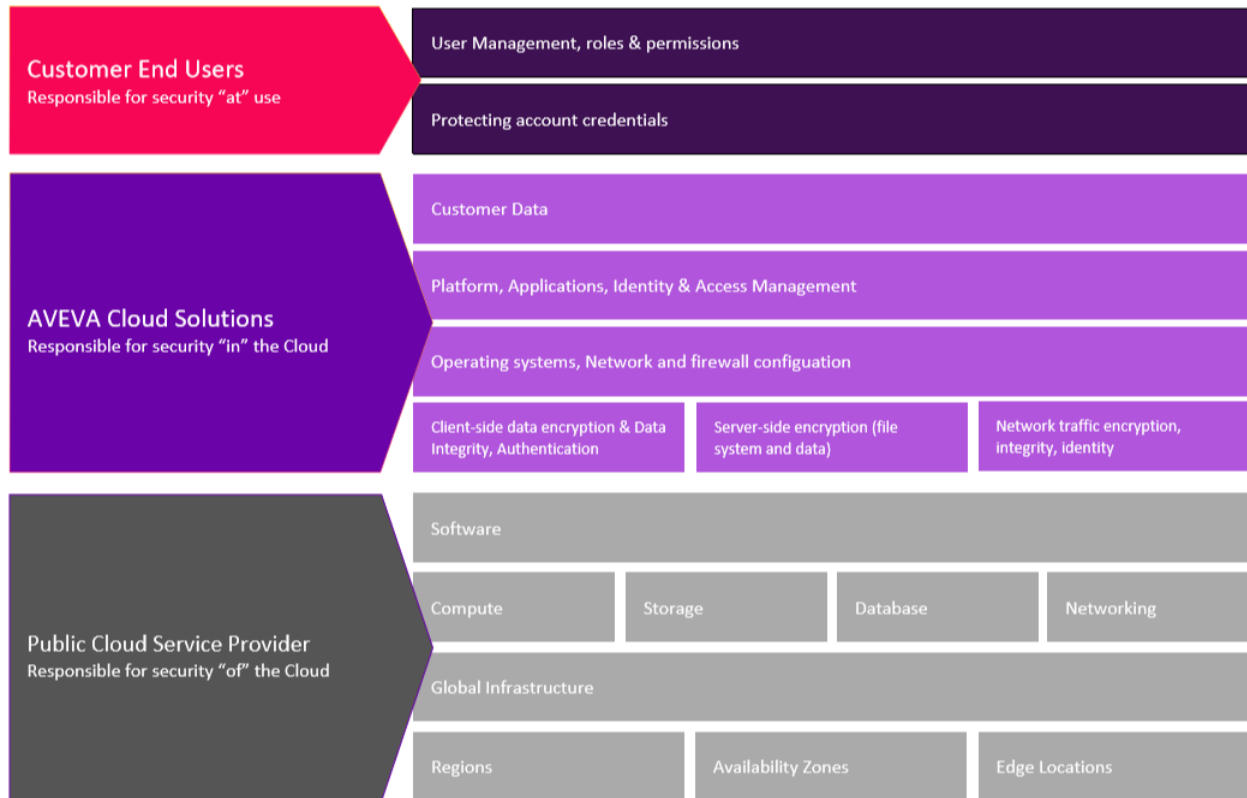 Customer End Users
Responsible for security “at” use
User Management, roles & permissions
Protecting account credentials
AVEVA Cloud Solutions
Responsible for security “in” the Cloud
Customer Data
Platform, Applications, Identity & Access Management
Operating systems, Network and firewall configuation
Client-side data encryption & Data
Integrity, Authentication
Server-side encryption (file
system and data)
Network traffic encryption,
integrity, identity
Public Cloud Service Provider
Responsible for security “of” the Cloud
Software
Compute
Storage
Database
Networking
Global Infrastructure
Regions
Availability Zones
Edge Locations